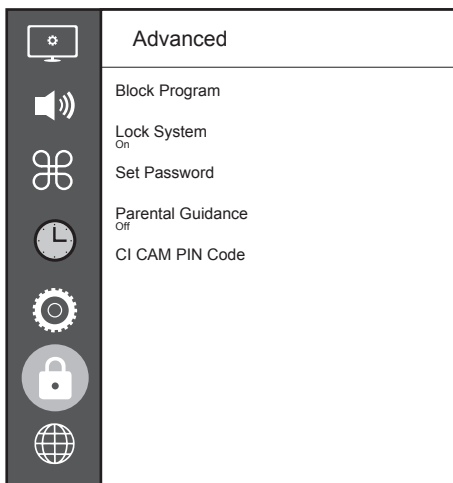 Advanced
Block Program
Lock System
On
Set Password
Parental Guidance
Off
CI CAM PIN Code